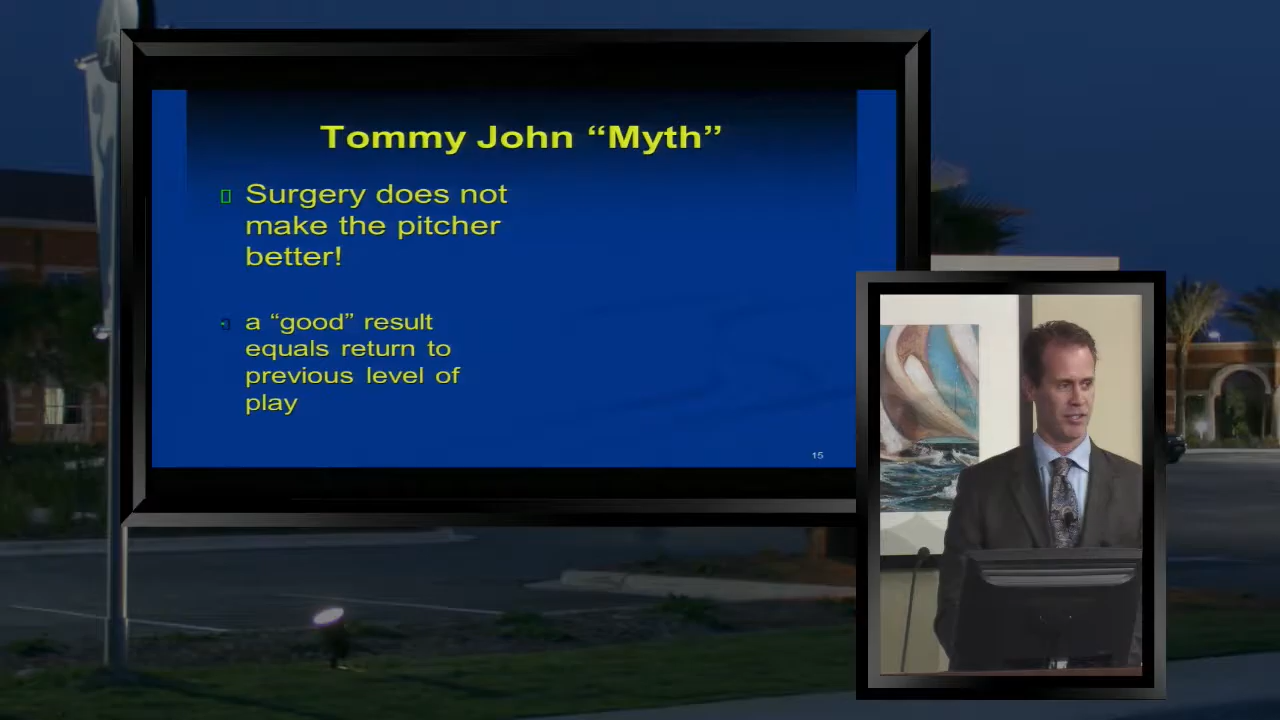 Tommy John “Myth”
Surgery does not
make the pitcher
better!
a “good” result
equals return to
previous level of
play
15